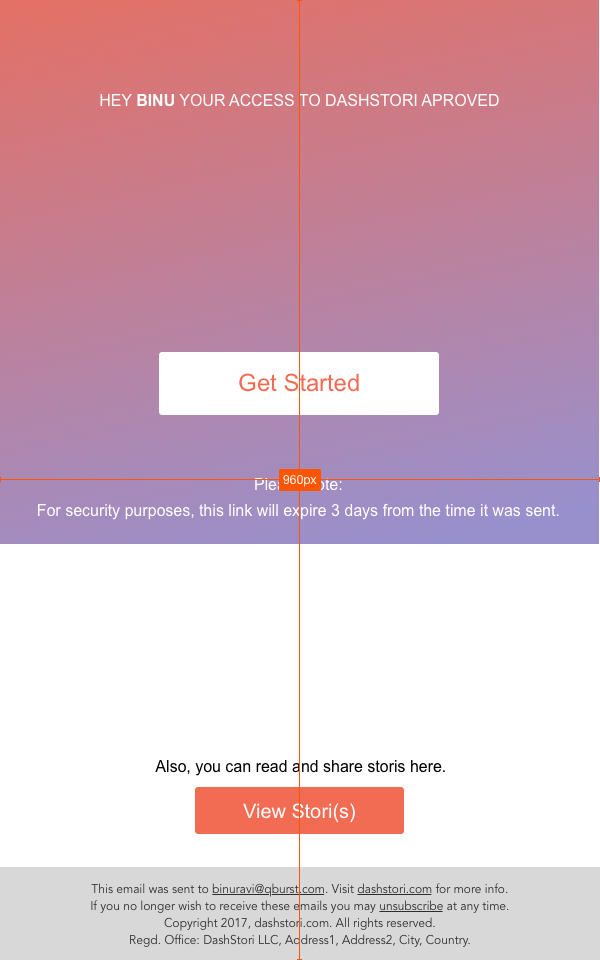 HEY BINU YOUR ACCESS TO DASHSTORI APROVED
Get Started
960px
For security purposes, this link will expire 3 days from the time it was sent.
Also, you can read and share storis here.
View Stori(s)
This email was sent to binuravi@qburst.com. Visit dashstori.com for more info.
If you no longer wish to receive these emails you may unsubscribe at any time.
Copyright 2017, dashstori.com. All rights reserved.
Regd. Office: DashStori LLC, Address1, Address2, City, Country.